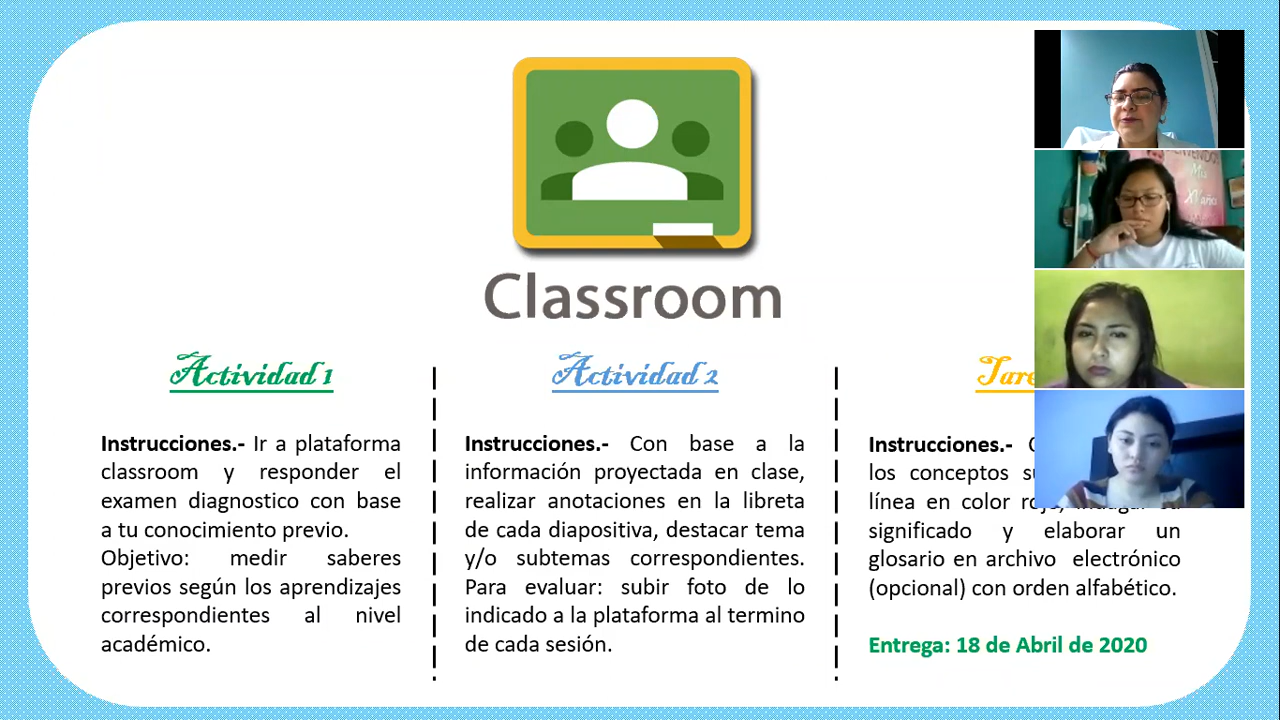 Classroom
Actividad 1
Instrucciones.- Ir a plataforma
classroom y responder el
examen diagnostico con base
a tu conocimiento previo.
Objetivo: medir saberes
previos según los aprendizajes
correspondientes al nivel
académico.
Actividad 2
Instrucciones.- Con base a la
información proyectada en clase,
realizar anotaciones en la libreta
de cada diapositiva, destacar tema
y/o subtemas correspondientes.
Para evaluar: subir foto de lo
indicado a la plataforma al termino
de cada sesión.
Instrucciones.-
los conceptos
línea en color
significado y elaborar un
glosario en archivo electrónico
(opcional) con orden alfabético.
Entrega: 18 de Abril de 2020
Mis
XV años